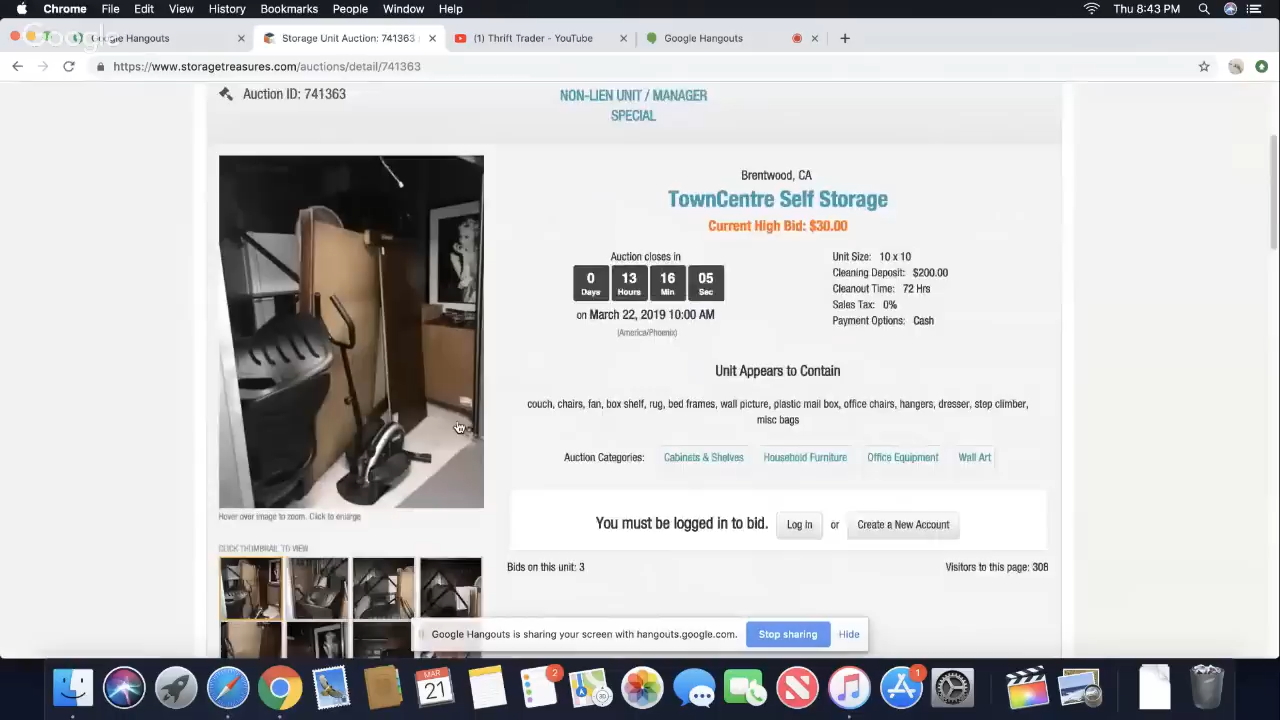 Chrome File Edit View History Bookmarks People Window Help Thu 8:43 PM
Google Hangouts Storage Unit Auction: 741363 (1) Thrift Trader - YouTube Google Hangouts
https://www.storagetreasures.com/auctions/detail/741363
Auction ID: 741363
NON-LIEN UNIT / MANAGER
SPECIAL
Brentwood, CA
TownCentre Self Storage
Current High Bid: $30.00
Auction closes in
0 13 16 05
Days Hours Min Sec
on March 22, 2019 10:00 AM
(America/Phoenix)
Unit Size: 10 x 10
Cleaning Deposit: $200.00
Cleanout Time: 72 Hrs
Sales Tax: 0%
Payment Options: Cash
Unit Appears to Contain
couch, chairs, fan, box shelf, rug, bed frames, wall picture, plastic mail box, office chairs, hangers, dresser, step climber,
misc bags
Auction Categories: Cabinets & Shelves Household Furniture Office Equipment Wall Art
Hover over image to zoom. Click to enlarge
You must be logged in to bid. Log In or Create a New Account
CLICK THUMBNAIL TO VIEW
Bids on this unit: 3 Visitors to this page: 308
Google Hangouts is sharing your screen with hangouts.google.com. Stop sharing Hide
MAR
21
2
1